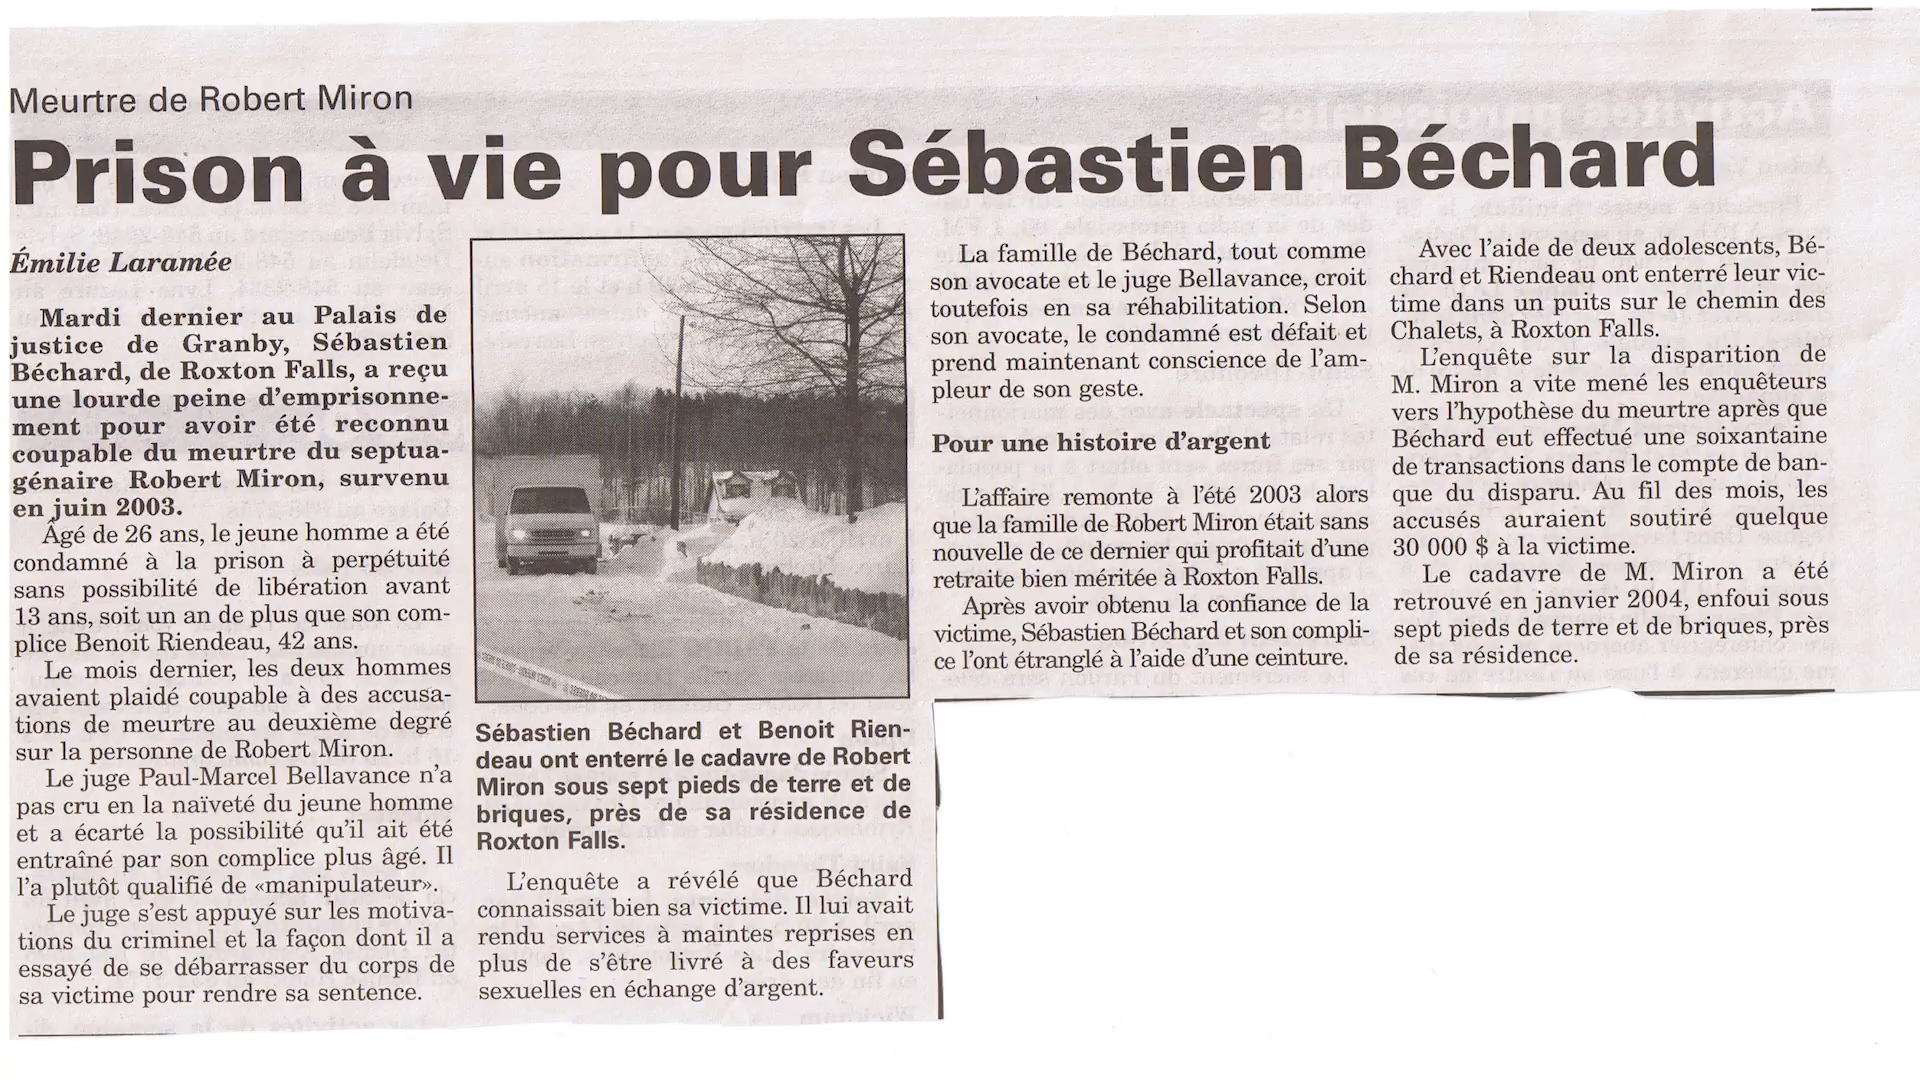 Meurtre de Robert Miron
Prison à vie pour Sébastien Béchard
Émilie Laramée
Mardi dernier au Palais de
justice de Granby, Sébastien
Béchard, de Roxton Falls, a reçu
une lourde peine d'emprisonne-
ment pour avoir été reconnu
coupable du meurtre du septua-
génaire Robert Miron, survenu
en juin 2003.
Âgé de 26 ans, le jeune homme a été
condamné à la prison à perpétuité
sans possibilité de libération avant
13 ans, soit un an de plus que son com-
plice Benoit Riendeau, 42 ans.
Le mois dernier, les deux hommes
avaient plaidé coupable à des accusa-
tions de meurtre au deuxième degré
sur la personne de Robert Miron.
Le juge Paul-Marcel Bellavance n'a
pas cru en la naïveté du jeune homme
et a écarté la possibilité qu'il ait été
entraîné par son complice plus âgé. Il
l'a plutôt qualifié de «manipulateur».
Le juge s'est appuyé sur les motiva-
tions du criminel et la façon dont il a
essayé de se débarrasser du corps de
sa victime pour rendre sa sentence.
Sébastien Béchard et Benoit Rien-
deau ont enterré le cadavre de Robert
Miron sous sept pieds de terre et de
briques, près de sa résidence de
Roxton Falls.
L'enquête a révélé que Béchard
connaissait bien sa victime. Il lui avait
rendu services à maintes reprises en
plus de s'être livré à des faveurs
sexuelles en échange d'argent.
La famille de Béchard, tout comme
son avocate et le juge Bellavance, croit
toutefois en sa réhabilitation. Selon
son avocate, le condamné est défait et
prend maintenant conscience de l'am-
pleur de son geste.
Pour une histoire d'argent
L'affaire remonte à l'été 2003 alors
que la famille de Robert Miron était sans
nouvelle de ce dernier qui profitait d'une
retraite bien méritée à Roxton Falls.
Après avoir obtenu la confiance de la
victime, Sébastien Béchard et son compli-
ce l'ont étranglé à l'aide d'une ceinture.
Avec l'aide de deux adolescents, Bé-
chard et Riendeau ont enterré leur vic-
time dans un puits sur le chemin des
Chalets, à Roxton Falls.
L'enquête sur la disparition de
M. Miron a vite mené les enquêteurs
vers l'hypothèse du meurtre après que
Béchard eut effectué une soixantaine
de transactions dans le compte de ban-
que du disparu. Au fil des mois, les
accusés auraient soutiré quelque
30 000 $ à la victime.
Le cadavre de M. Miron a été
retrouvé en janvier 2004, enfoui sous
sept pieds de terre et de briques, près
de sa résidence.